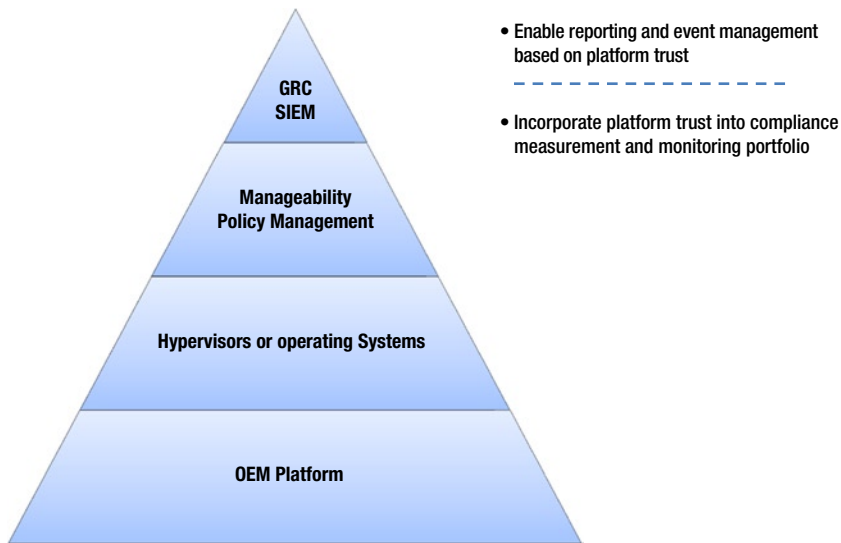 GRC
SIEM
Manageability
Policy Management
Hypervisors or operating Systems
OEM Platform
• Enable reporting and event management
based on platform trust
• Incorporate platform trust into compliance
measurement and monitoring portfolio